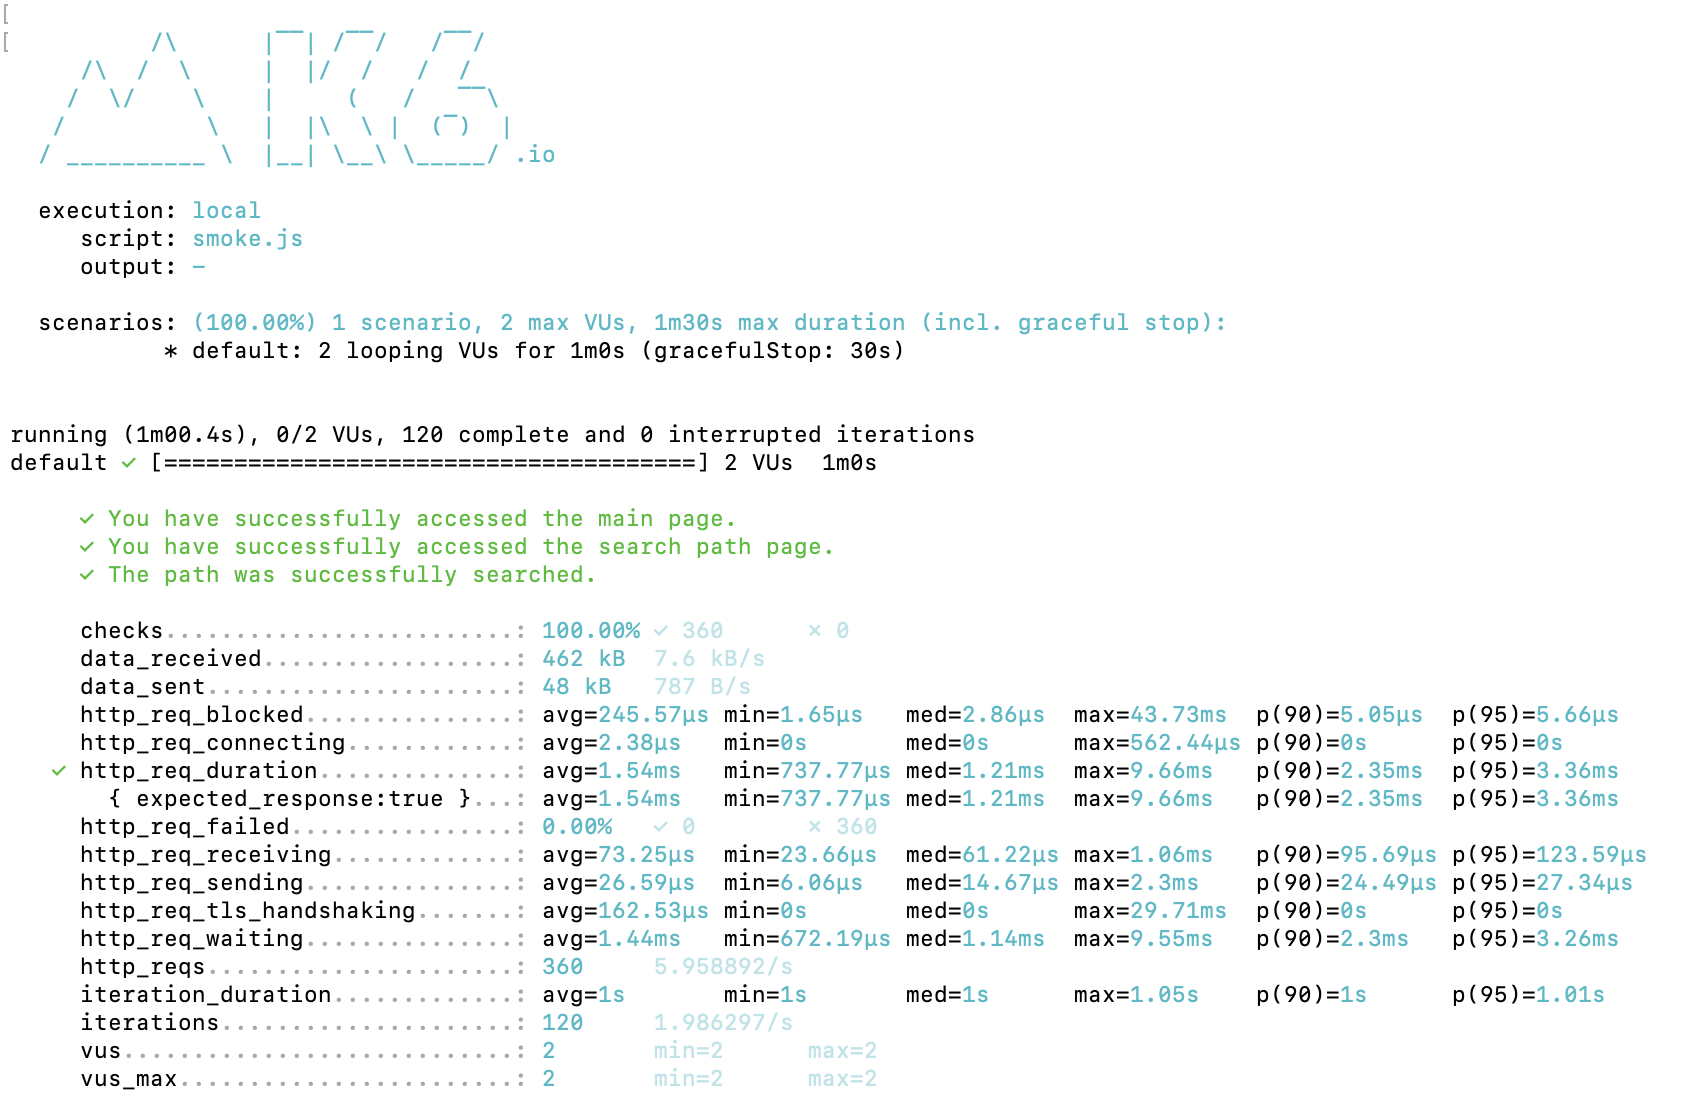 [
[
          /\      |‾‾| /‾‾/   /‾‾/
     /\  /  \     |  |/  /   /  /
    /  \/    \    |     (   /   ‾‾\
   /          \   |  |\  \ |  (‾)  |
  / __________ \  |__| \__\ \_____/ .io
execution: local
script: smoke.js
output: -
scenarios: (100.00%) 1 scenario, 2 max VUs, 1m30s max duration (incl. graceful stop):
* default: 2 looping VUs for 1m0s (gracefulStop: 30s)
running (1m00.4s), 0/2 VUs, 120 complete and 0 interrupted iterations
default ✓ [======================================] 2 VUs  1m0s
✓ You have successfully accessed the main page.
✓ You have successfully accessed the search path page.
✓ The path was successfully searched.
checks.........................: 100.00% ✓ 360      ✗ 0
data_received..................: 462 kB  7.6 kB/s
data_sent......................: 48 kB   787 B/s
http_req_blocked...............: avg=245.57µs min=1.65µs   med=2.86µs  max=43.73ms  p(90)=5.05µs  p(95)=5.66µs
http_req_connecting............: avg=2.38µs   min=0s       med=0s      max=562.44µs p(90)=0s      p(95)=0s
✓ http_req_duration..............: avg=1.54ms   min=737.77µs med=1.21ms  max=9.66ms   p(90)=2.35ms  p(95)=3.36ms
{ expected_response:true }...: avg=1.54ms   min=737.77µs med=1.21ms  max=9.66ms   p(90)=2.35ms  p(95)=3.36ms
http_req_failed................: 0.00%   ✓ 0        ✗ 360
http_req_receiving.............: avg=73.25µs  min=23.66µs  med=61.22µs max=1.06ms   p(90)=95.69µs p(95)=123.59µs
http_req_sending...............: avg=26.59µs  min=6.06µs   med=14.67µs max=2.3ms    p(90)=24.49µs p(95)=27.34µs
http_req_tls_handshaking.......: avg=162.53µs min=0s       med=0s      max=29.71ms  p(90)=0s      p(95)=0s
http_req_waiting...............: avg=1.44ms   min=672.19µs med=1.14ms  max=9.55ms   p(90)=2.3ms   p(95)=3.26ms
http_reqs......................: 360     5.958892/s
iteration_duration.............: avg=1s       min=1s       med=1s      max=1.05s    p(90)=1s      p(95)=1.01s
iterations.....................: 120     1.986297/s
vus............................: 2       min=2      max=2
vus_max........................: 2       min=2      max=2